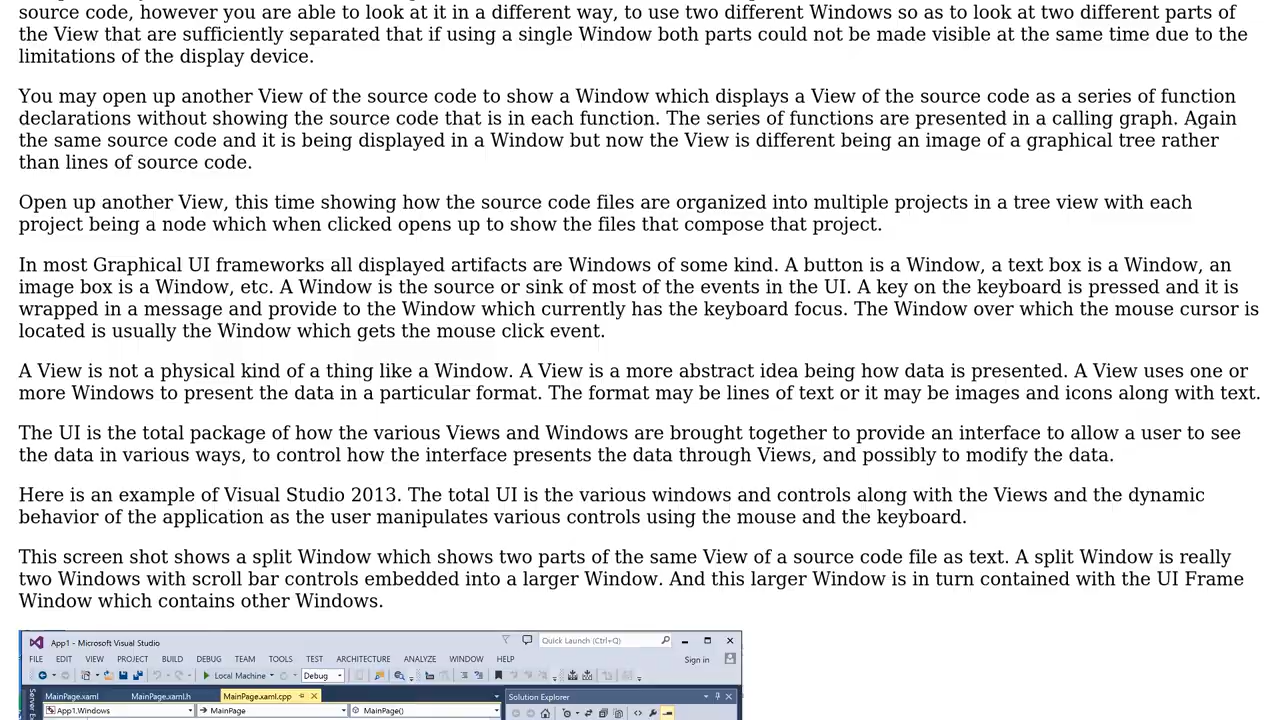 source code, however you are able to look at it in a different way, to use two different Windows so as to look at two different parts of
the View that are sufficiently separated that if using a single Window both parts could not be made visible at the same time due to the
limitations of the display device.
You may open up another View of the source code to show a Window which displays a View of the source code as a series of function
declarations without showing the source code that is in each function. The series of functions are presented in a calling graph. Again
the same source code and it is being displayed in a Window but now the View is different being an image of a graphical tree rather
than lines of source code.
Open up another View, this time showing how the source code files are organized into multiple projects in a tree view with each
project being a node which when clicked opens up to show the files that compose that project.
In most Graphical UI frameworks all displayed artifacts are Windows of some kind. A button is a Window, a text box is a Window, an
image box is a Window, etc. A Window is the source or sink of most of the events in the UI. A key on the keyboard is pressed and it is
wrapped in a message and provide to the Window which currently has the keyboard focus. The Window over which the mouse cursor is
located is usually the Window which gets the mouse click event.
A View is not a physical kind of a thing like a Window. A View is a more abstract idea being how data is presented. A View uses one or
more Windows to present the data in a particular format. The format may be lines of text or it may be images and icons along with text.
The UI is the total package of how the various Views and Windows are brought together to provide an interface to allow a user to see
the data in various ways, to control how the interface presents the data through Views, and possibly to modify the data.
Here is an example of Visual Studio 2013. The total UI is the various windows and controls along with the Views and the dynamic
behavior of the application as the user manipulates various controls using the mouse and the keyboard.
This screen shot shows a split Window which shows two parts of the same View of a source code file as text. A split Window is really
two Windows with scroll bar controls embedded into a larger Window. And this larger Window is in turn contained with the UI Frame
Window which contains other Windows.
App1 - Microsoft Visual Studio Quick Launch (Ctrl+Q)
FILE EDIT VIEW PROJECT BUILD DEBUG TEAM TOOLS TEST ARCHITECTURE ANALYZE WINDOW HELP Sign in
Local Machine Debug
MainPage.xaml MainPage.xaml.h MainPage.xaml.cpp Solution Explorer
App1.Windows MainPage MainPage()